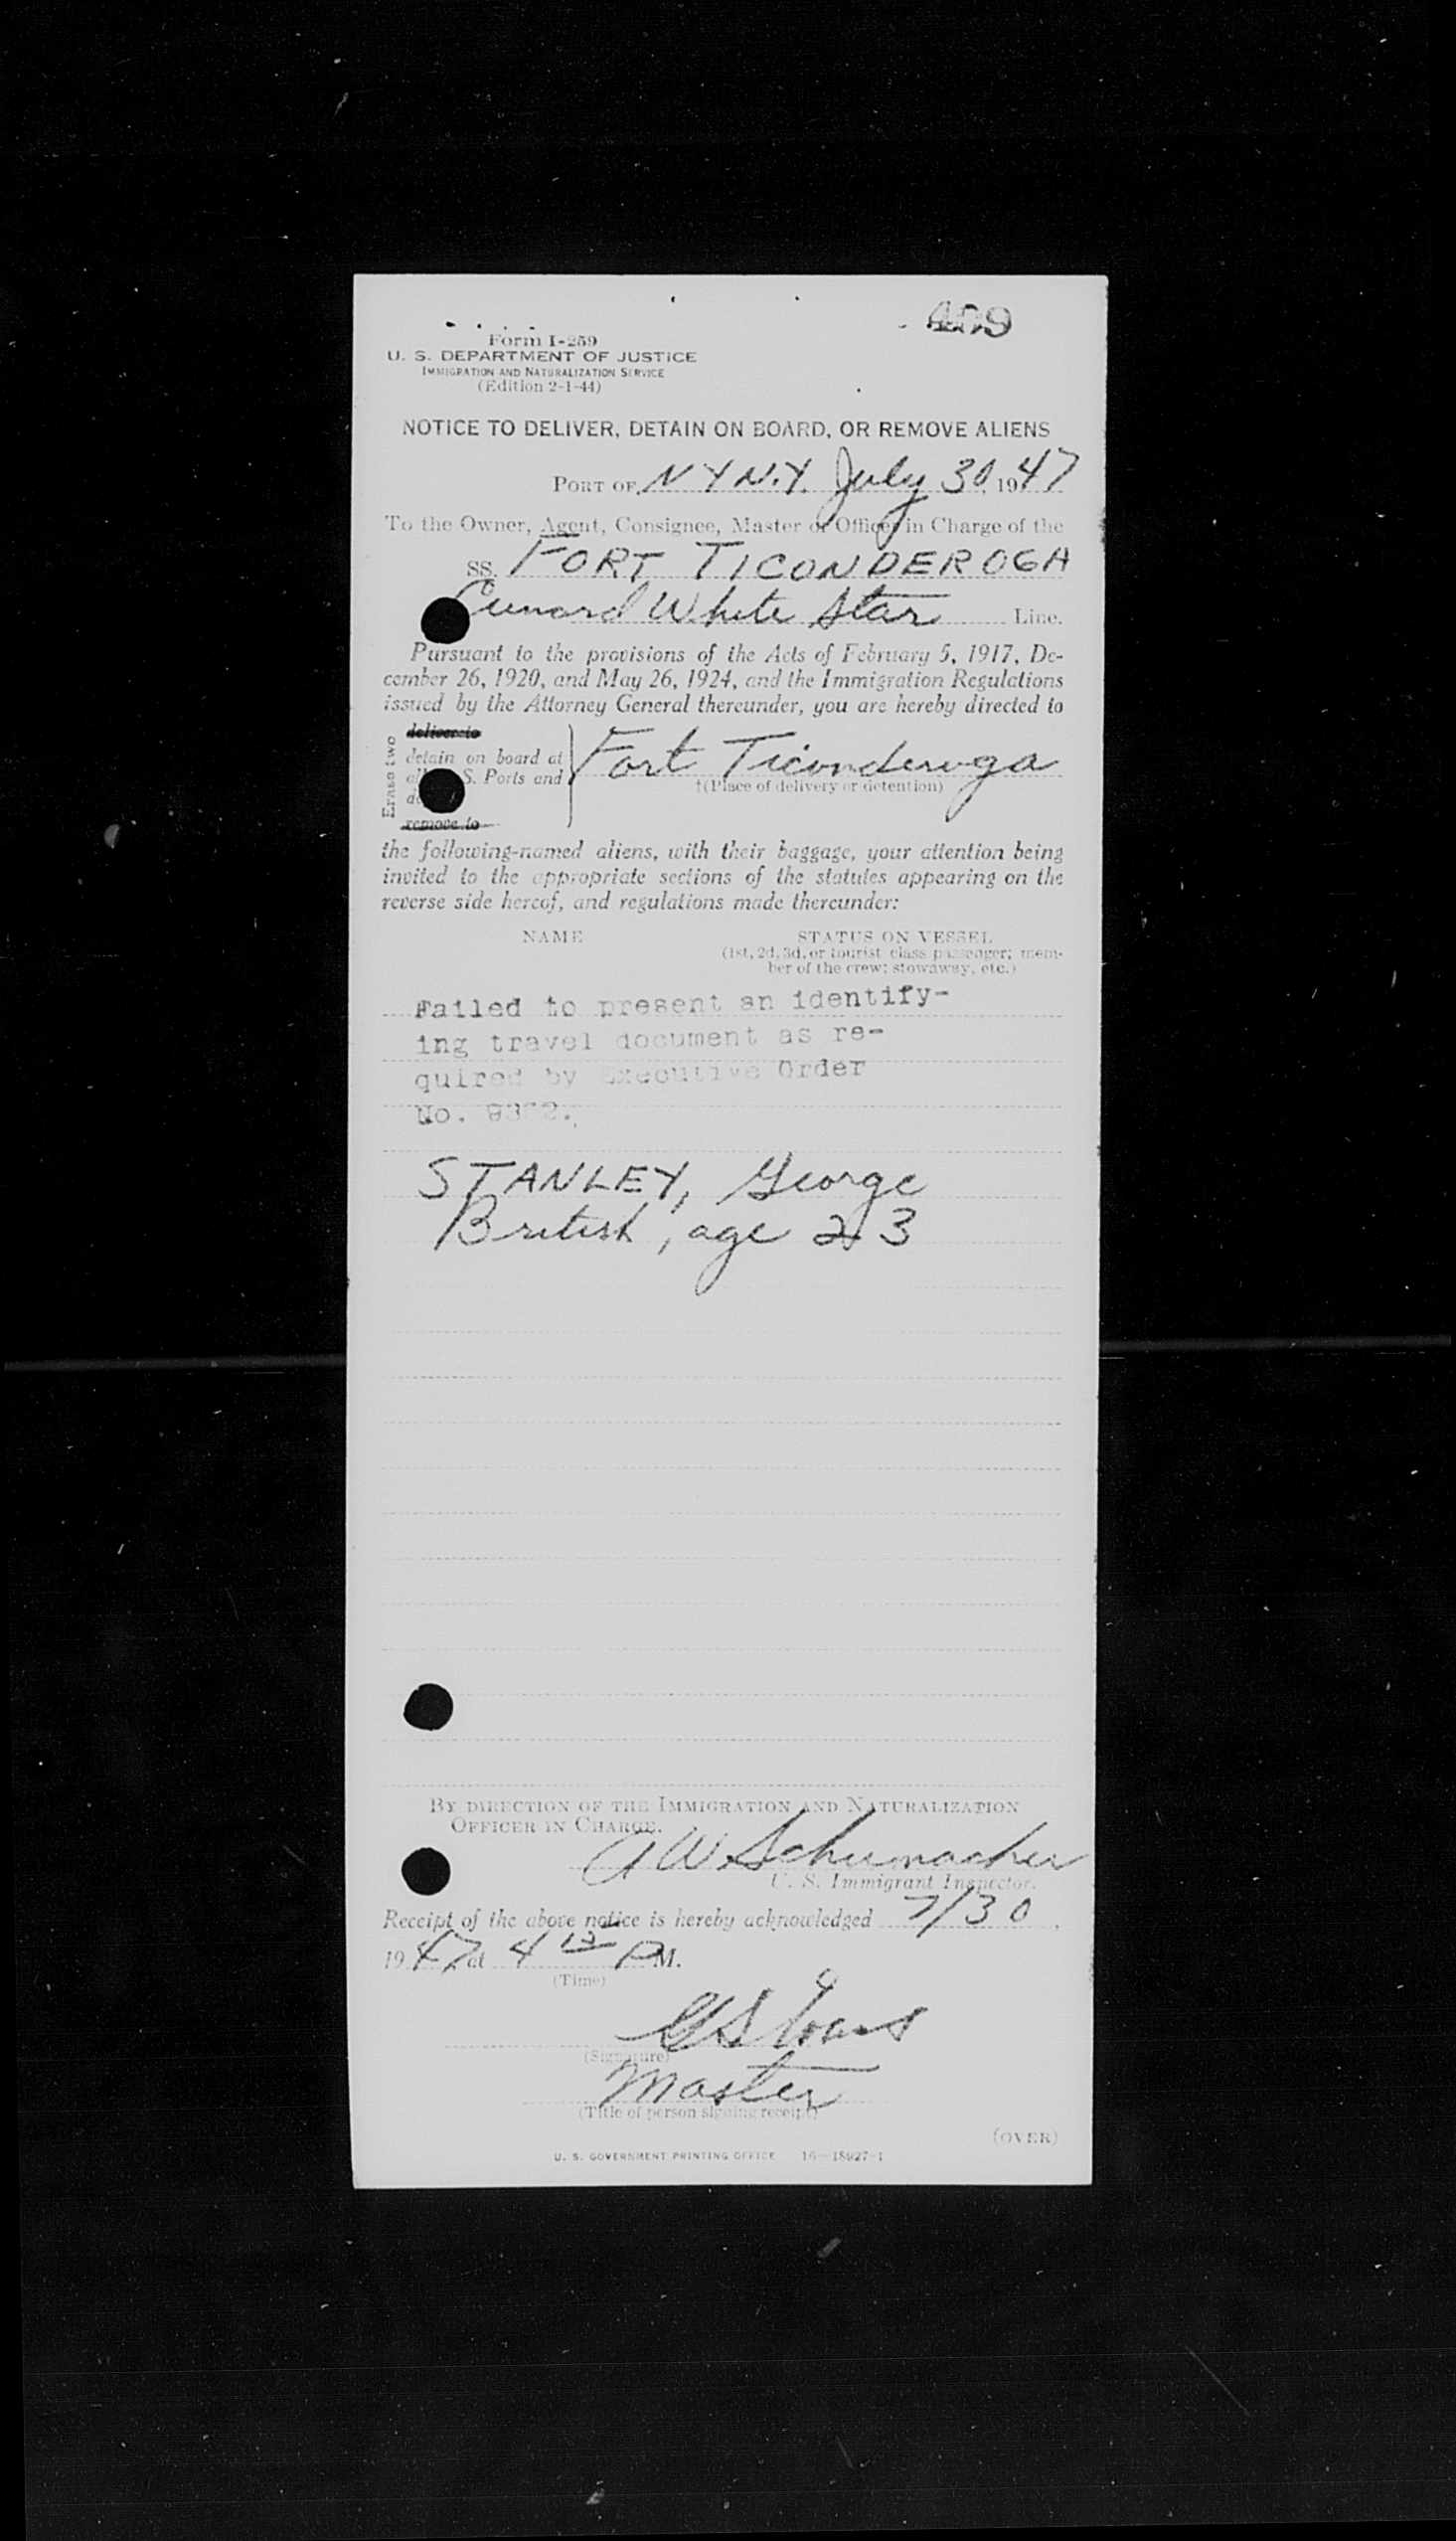 Form I-259
U. S. DEPARTMENT OF JUSTICE
IMMIGRATION AND NATURALIZATION SERVICE
(Edition 2-1-44)
NOTICE TO DELIVER, DETAIN ON BOARD, OR REMOVE ALIENS
PORT OF N Y N.Y. July 30, 1947
To the Owner, Agent, Consignee, Master or Officer in Charge of the
SS. FORT TICONDEROGA
Cunard White Star Line.
Pursuant to the provisions of the Acts of February 5, 1917, De-
cember 26, 1920, and May 26, 1924, and the Immigration Regulations
issued by the Attorney General thereunder, you are hereby directed to
Erase two
deliver to
detain on board at
S. Ports and
remove to
Fort Ticonderoga
†(Place of delivery or detention)
the following-named aliens, with their baggage, your attention being
invited to the appropriate sections of the statutes appearing on the
reverse side hereof, and regulations made thereunder:
NAME STATUS ON VESSEL
(1st, 2d, 3d, or tourist class passenger; mem-
ber of the crew; stowaway, etc.)
Failed to present an identify-
ing travel document as re-
quired by Executive Order
No.
STANLEY, George
British, age 23
BY DIRECTION OF THE IMMIGRATION AND NATURALIZATION
OFFICER IN CHARGE.
A W Schumacher
U. S. Immigrant Inspector.
Receipt of the above notice is hereby acknowledged 7/30,
1947 at 4 15 PM.
(Time)
(Signature)
Master
(Title of person signing receipt)
(OVER)
U. S. GOVERNMENT PRINTING OFFICE 16—18927-1